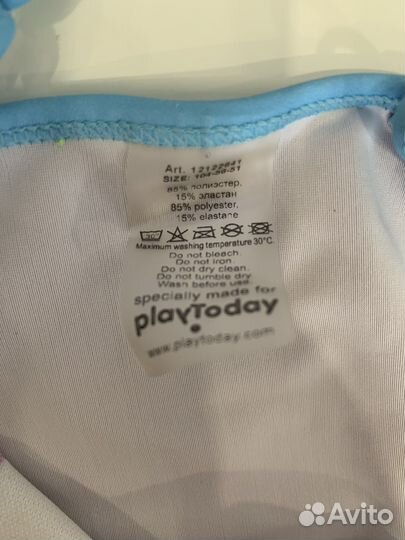 Art. 12122641
SIZE: 104-56-51
85% полиэстер,
15% эластан
85% polyester,
15% elastane
30
Maximum washing temperature 30°C.
Do not bleach.
Do not iron.
Do not dry clean.
Do not tumble dry.
Wash before use.
specially made for
playToday
www.playtoday.com
Avito